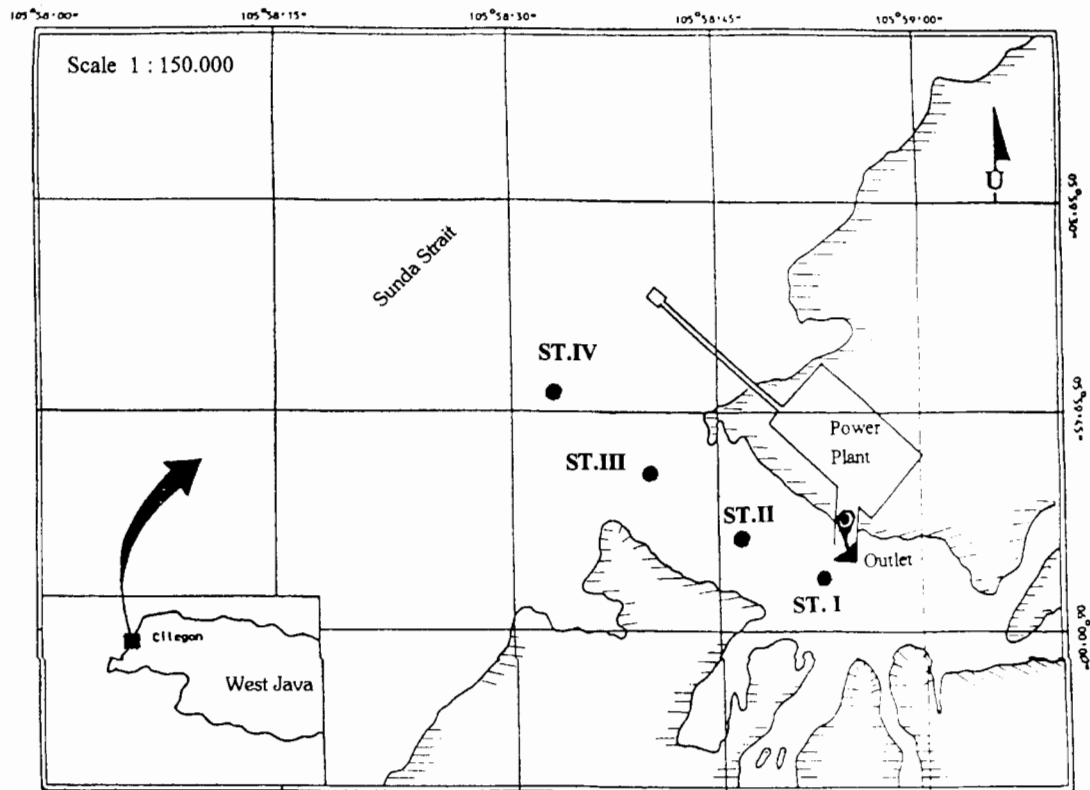 105°58'00" 105°58'15" 105°58'30" 105°58'45" 105°59'00"
Scale 1 : 150.000
U
Sunda Strait
ST.IV
Power
Plant
ST.III
ST.II
Outlet
ST. I
Cilegon
West Java